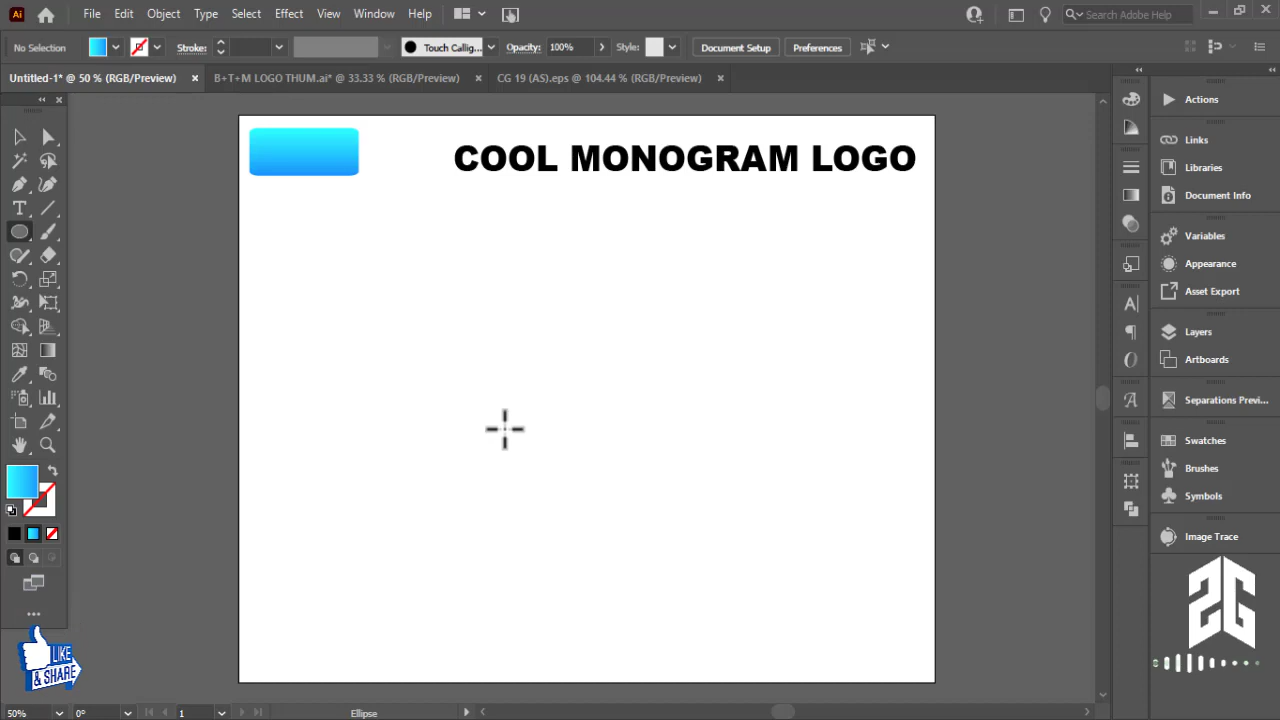 Ai
File Edit Object Type Select Effect View Window Help
Search Adobe Help
No Selection Stroke: Touch Callig... Opacity: 100% Style: Document Setup Preferences
Untitled-1* @ 50 % (RGB/Preview) × B+T+M LOGO THUM.ai* @ 33.33 % (RGB/Preview) × CG 19 (AS).eps @ 104.44 % (RGB/Preview) ×
COOL MONOGRAM LOGO
Actions
Links
Libraries
Document Info
Variables
Appearance
Asset Export
Layers
Artboards
Separations Previ...
Swatches
Brushes
Symbols
Image Trace
LIKE
& SHARE
50% 0° 1 Ellipse